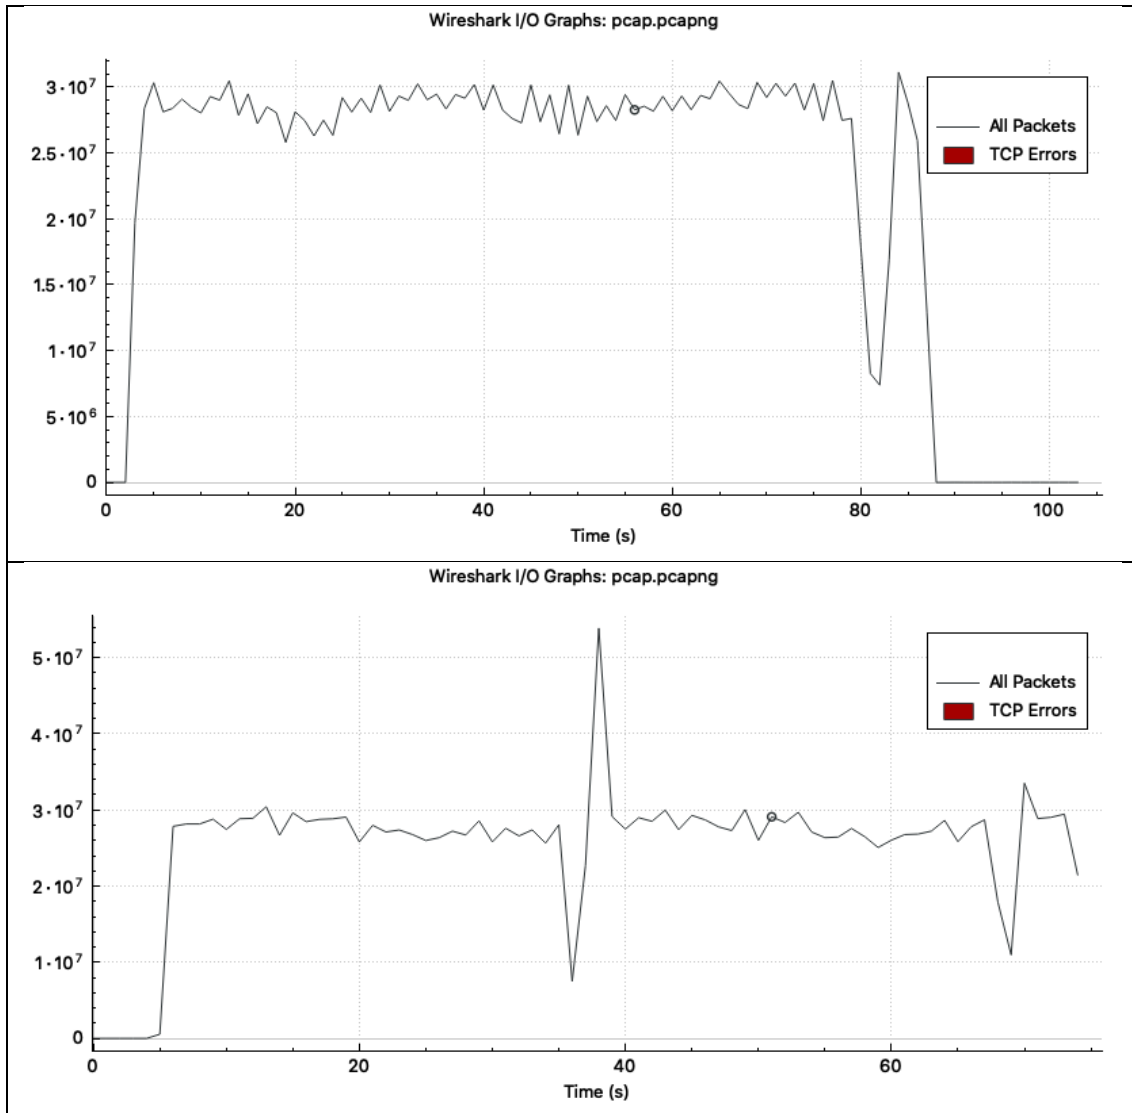 Wireshark I/O Graphs: pcap.pcapng
3·10⁷
2.5·10⁷
2·10⁷
1.5·10⁷
1·10⁷
5·10⁶
0
All Packets
TCP Errors
0 20 40 60 80 100
Time (s)
Wireshark I/O Graphs: pcap.pcapng
5·10⁷
4·10⁷
3·10⁷
2·10⁷
1·10⁷
0
All Packets
TCP Errors
0 20 40 60
Time (s)